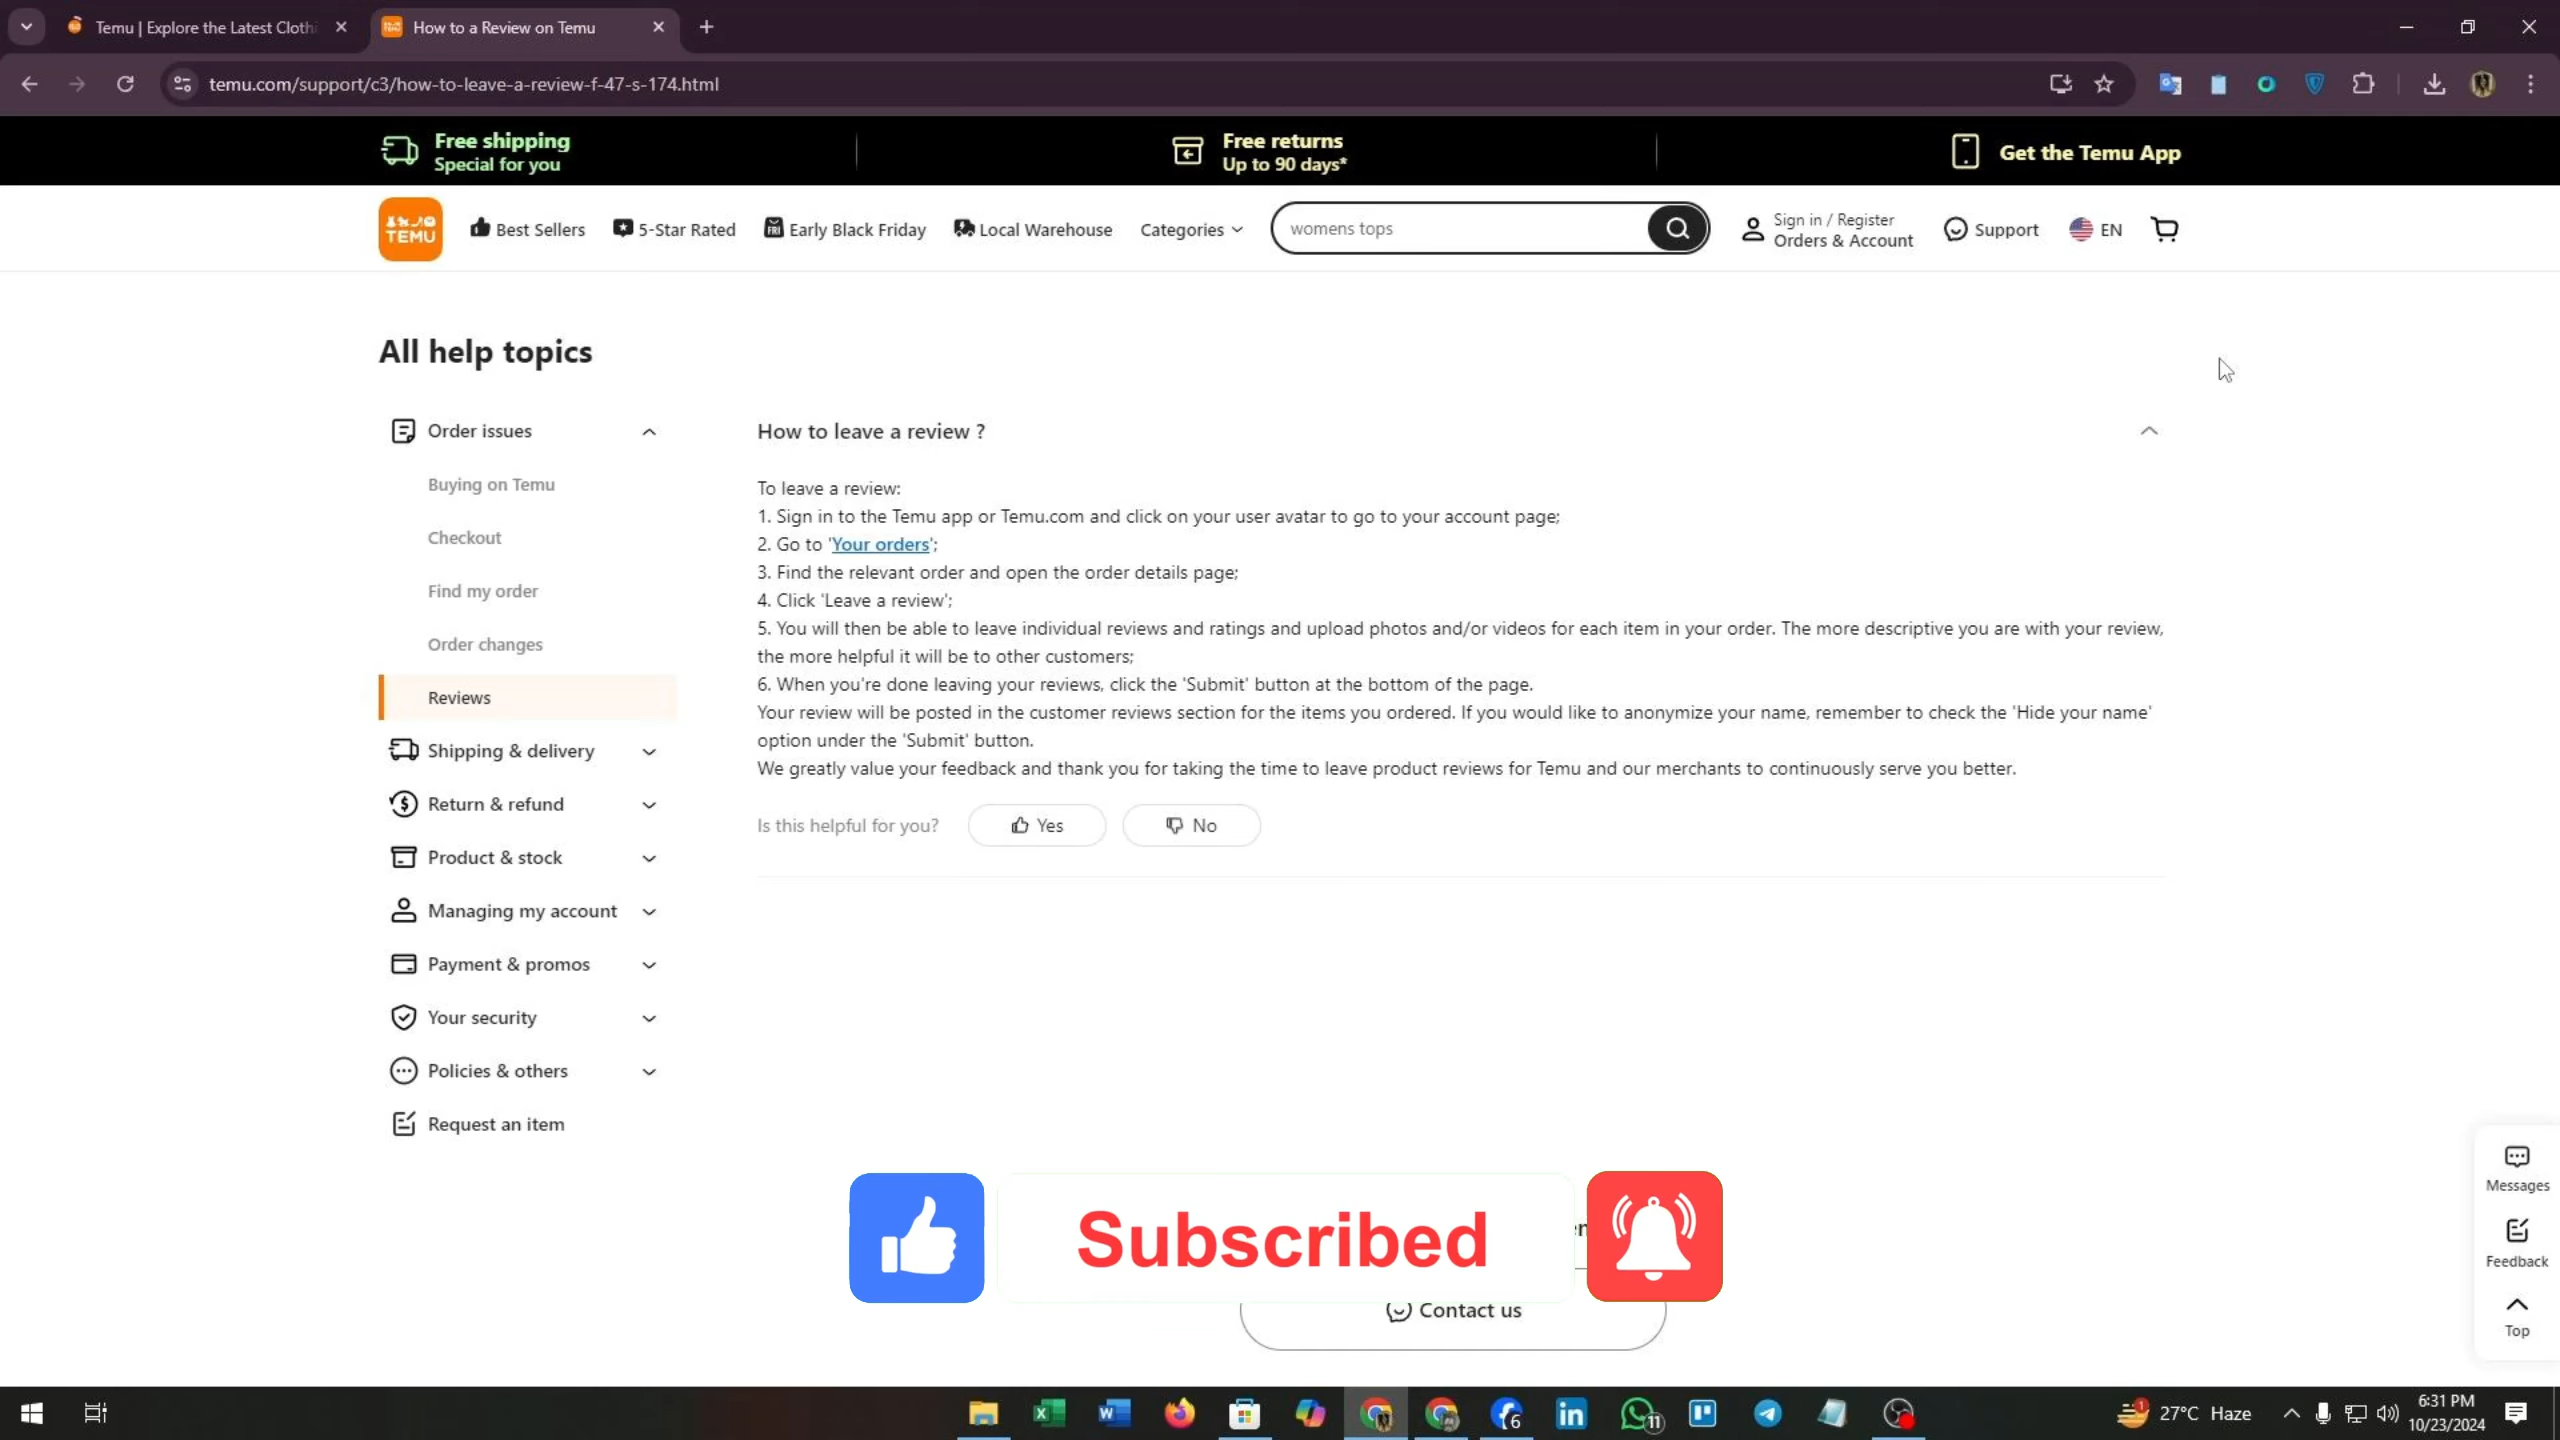 Temu | Explore the Latest Clothi
How to a Review on Temu
temu.com/support/c3/how-to-leave-a-review-f-47-s-174.html
Free shipping
Special for you
Free returns
Up to 90 days*
Get the Temu App
TEMU
Best Sellers
5-Star Rated
FRI
Early Black Friday
Local Warehouse
Categories
womens tops
Sign in / Register
Orders & Account
Support
EN
All help topics
Order issues
Buying on Temu
Checkout
Find my order
Order changes
Reviews
Shipping & delivery
Return & refund
Product & stock
Managing my account
Payment & promos
Your security
Policies & others
Request an item
How to leave a review ?
To leave a review:
1. Sign in to the Temu app or Temu.com and click on your user avatar to go to your account page;
2. Go to 'Your orders';
3. Find the relevant order and open the order details page;
4. Click 'Leave a review';
5. You will then be able to leave individual reviews and ratings and upload photos and/or videos for each item in your order. The more descriptive you are with your review,
the more helpful it will be to other customers;
6. When you're done leaving your reviews, click the 'Submit' button at the bottom of the page.
Your review will be posted in the customer reviews section for the items you ordered. If you would like to anonymize your name, remember to check the 'Hide your name'
option under the 'Submit' button.
We greatly value your feedback and thank you for taking the time to leave product reviews for Temu and our merchants to continuously serve you better.
Is this helpful for you?
Yes
No
Subscribed
Contact us
Messages
Feedback
Top
6
11
1
27°C Haze
6:31 PM
10/23/2024